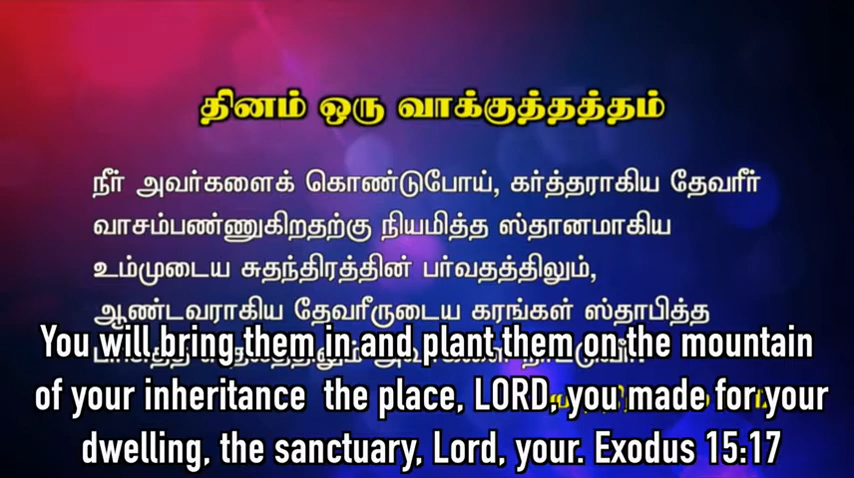 தினம் ஒரு வாக்குத்தத்தம்
நீர் அவர்களைக் கொண்டுபோய், கர்த்தராகிய தேவரீர்
வாசம்பண்ணுகிறதற்கு நியமித்த ஸ்தானமாகிய
உம்முடைய சுதந்திரத்தின் பர்வதத்திலும்,
ஆண்டவராகிய தேவரீருடைய கரங்கள் ஸ்தாபித்த
You will bring them in and plant them on the mountain
of your inheritance the place, LORD, you made for your
dwelling, the sanctuary, Lord, your. Exodus 15:17